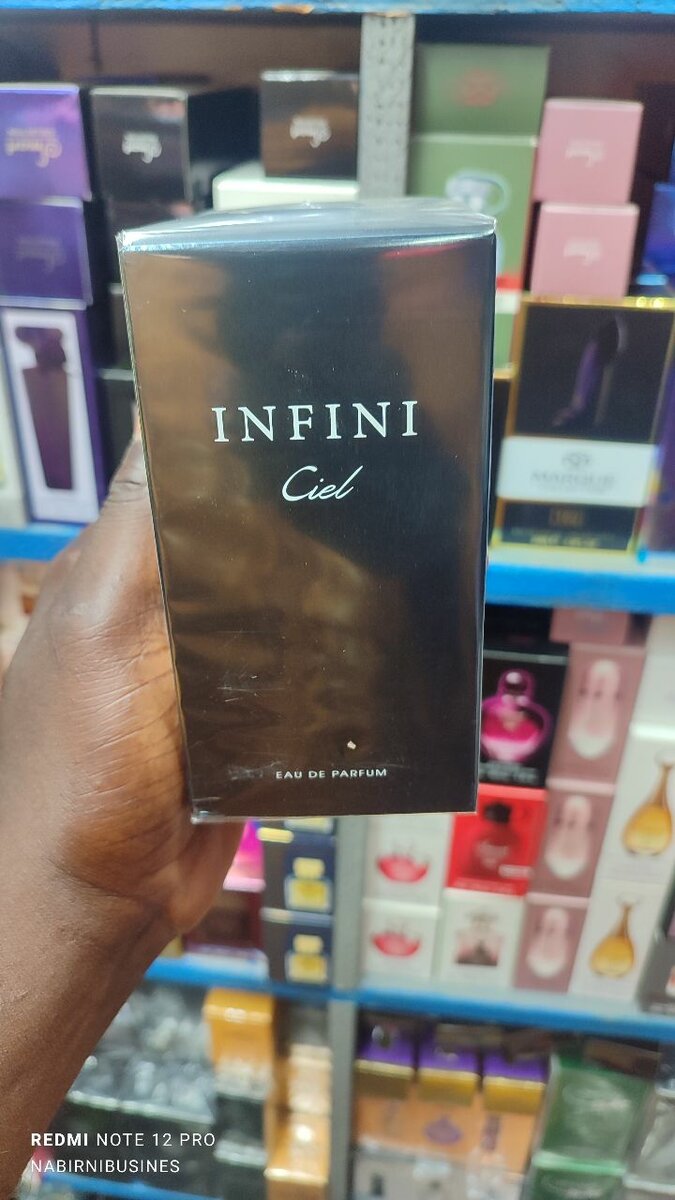 INFINI
Ciel
EAU DE PARFUM
REDMI NOTE 12 PRO
NABIRNIBUSINES